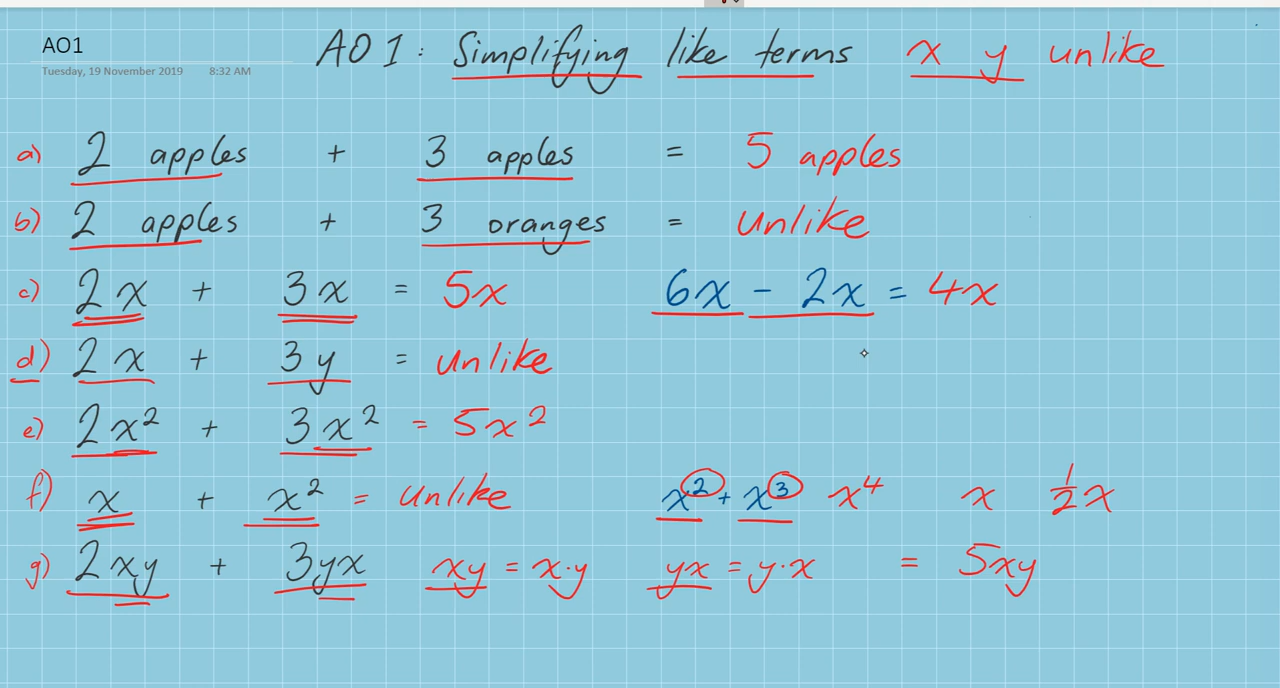 AO1
Tuesday, 19 November 2019 8:32 AM
AO1: Simplifying like terms x y unlike
a) 2 apples + 3 apples = 5 apples
b) 2 apples + 3 oranges = unlike
c) 2x + 3x = 5x 6x - 2x = 4x
d) 2x + 3y = unlike
e) 2x² + 3x² = 5x²
f) x + x² = unlike x² + x³ x⁴ x ½x
g) 2xy + 3yx xy = x·y yx = y·x = 5xy